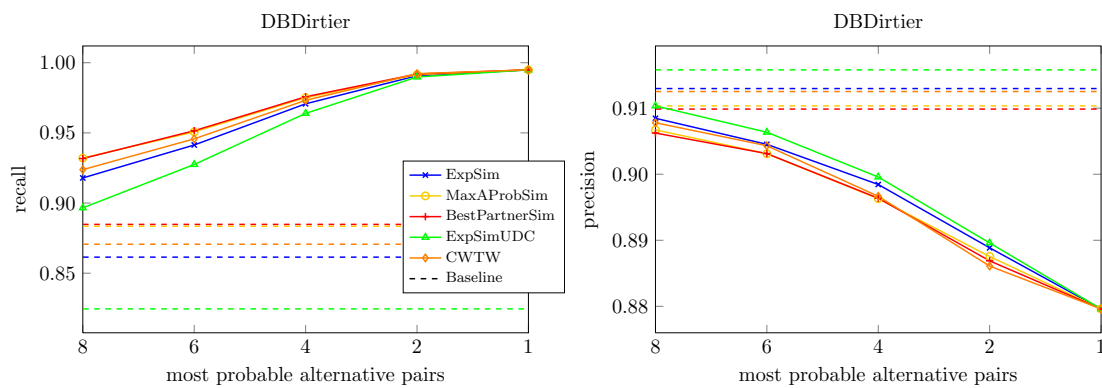 DBDirtier
1.00
0.95
0.90
0.85
recall
8
6
4
2
1
most probable alternative pairs
ExpSim
MaxAProbSim
BestPartnerSim
ExpSimUDC
CWTW
Baseline
DBDirtier
0.91
0.90
0.89
0.88
precision
8
6
4
2
1
most probable alternative pairs